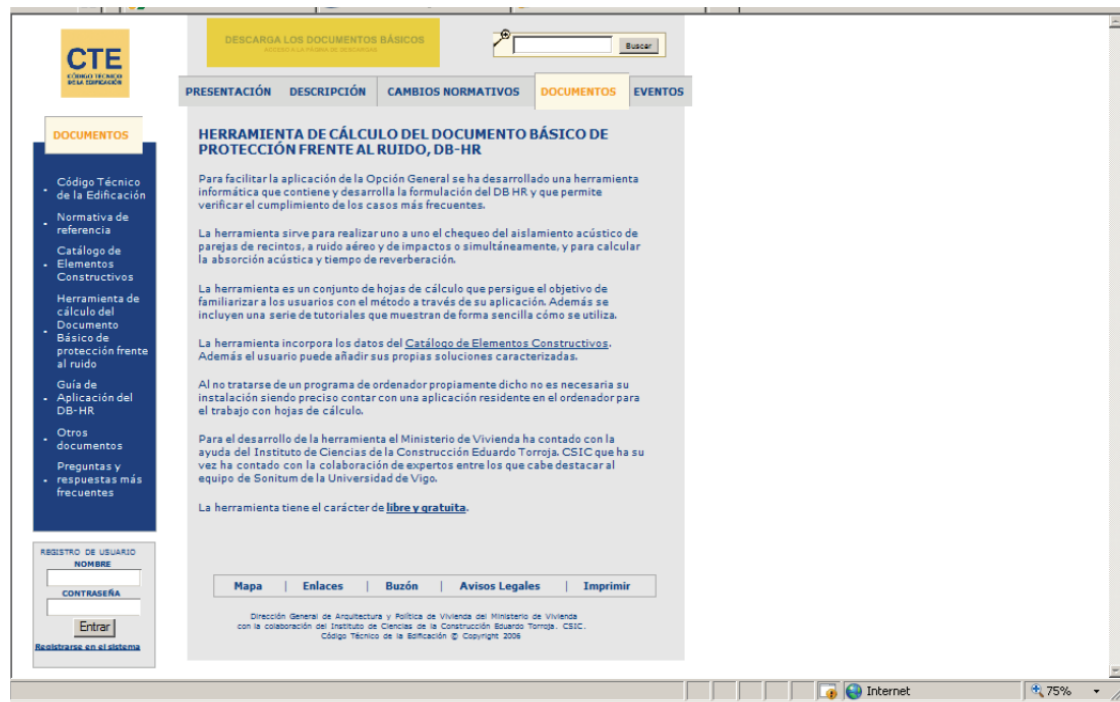 DESCARGA LOS DOCUMENTOS BÁSICOS
ACCESO A LA PÁGINA DE DESCARGA
Buscar
CTE
CÓDIGO TÉCNICO
DE LA EDIFICACIÓN
PRESENTACIÓN DESCRIPCIÓN CAMBIOS NORMATIVOS DOCUMENTOS EVENTOS
DOCUMENTOS
Código Técnico
de la Edificación
Normativa de
referencia
Catálogo de
Elementos
Constructivos
Herramienta de
cálculo del
Documento
Básico de
protección frente
al ruido
Guía de
Aplicación del
DB-HR
Otros
documentos
Preguntas y
respuestas más
frecuentes
REGISTRO DE USUARIO
NOMBRE
CONTRASEÑA
Entrar
Registrarse en el sistema
HERRAMIENTA DE CÁLCULO DEL DOCUMENTO BÁSICO DE
PROTECCIÓN FRENTE AL RUIDO, DB-HR
Para facilitar la aplicación de la Opción General se ha desarrollado una herramienta
informática que contiene y desarrolla la formulación del DB HR y que permite
verificar el cumplimiento de los casos más frecuentes.
La herramienta sirve para realizar uno a uno el chequeo del aislamiento acústico de
parejas de recintos, a ruido aéreo y de impactos o simultáneamente, y para calcular
la absorción acústica y tiempo de reverberación.
La herramienta es un conjunto de hojas de cálculo que persigue el objetivo de
familiarizar a los usuarios con el método a través de su aplicación. Además se
incluyen una serie de tutoriales que muestran de forma sencilla cómo se utiliza.
La herramienta incorpora los datos del Catálogo de Elementos Constructivos.
Además el usuario puede añadir sus propias soluciones caracterizadas.
Al no tratarse de un programa de ordenador propiamente dicho no es necesaria su
instalación siendo preciso contar con una aplicación residente en el ordenador para
el trabajo con hojas de cálculo.
Para el desarrollo de la herramienta el Ministerio de Vivienda ha contado con la
ayuda del Instituto de Ciencias de la Construcción Eduardo Torroja. CSIC que ha su
vez ha contado con la colaboración de expertos entre los que cabe destacar al
equipo de Sonitum de la Universidad de Vigo.
La herramienta tiene el carácter de libre y gratuita.
Mapa | Enlaces | Buzón | Avisos Legales | Imprimir
Dirección General de Arquitectura y Política de Vivienda del Ministerio de Vivienda
con la colaboración del Instituto de Ciencias de la Construcción Eduardo Torroja. CSIC.
Código Técnico de la Edificación © Copyright 2006
Internet 75%